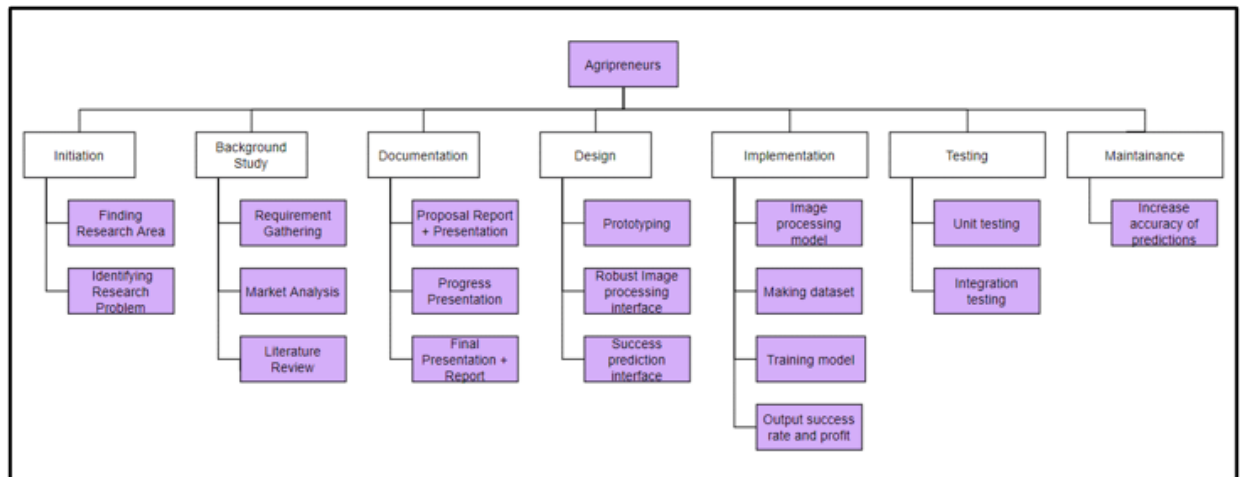 Agripreneurs
Initiation
Background
Study
Documentation
Design
Implementation
Testing
Maintainance
Finding
Research Area
Identifying
Research
Problem
Requirement
Gathering
Market Analysis
Literature
Review
Proposal Report
+ Presentation
Progress
Presentation
Final
Presentation +
Report
Prototyping
Robust Image
processing
interface
Success
prediction
interface
Image
processing
model
Making dataset
Training model
Output success
rate and profit
Unit testing
Integration
testing
Increase
accuracy of
predictions